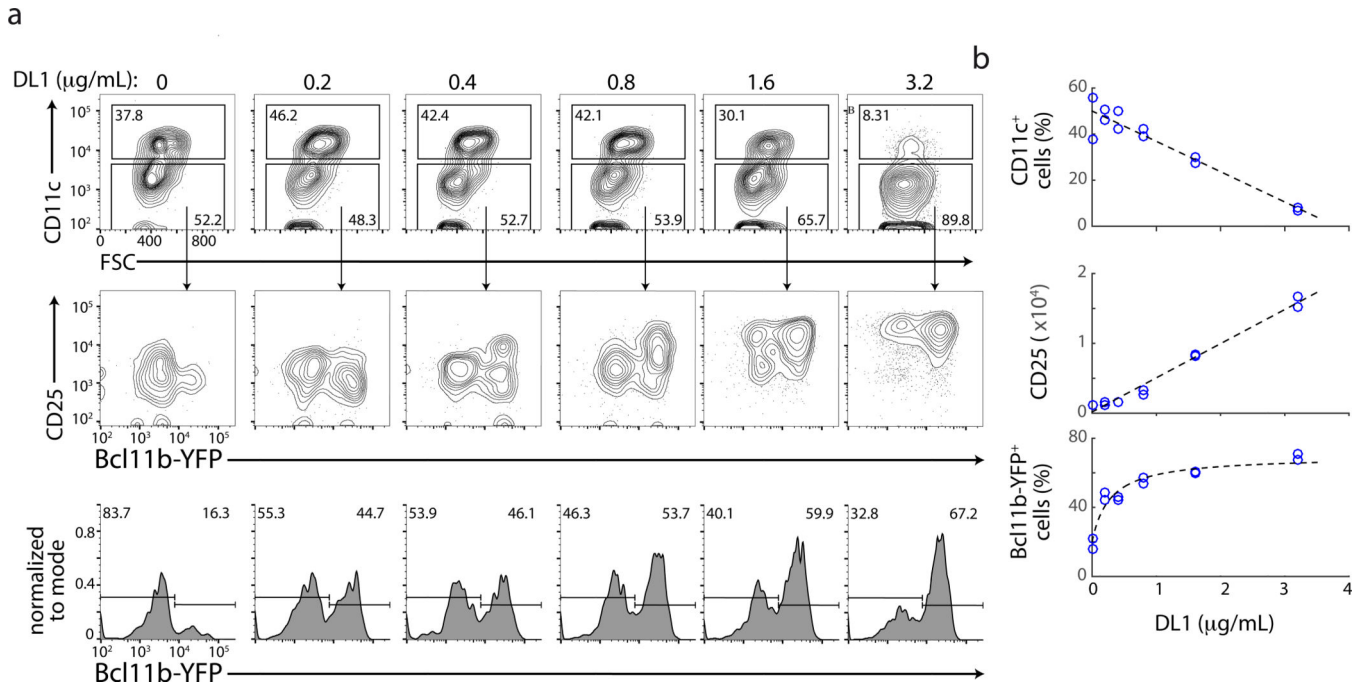 a
b
DL1 (μg/mL): 0 0.2 0.4 0.8 1.6 3.2
CD11c
10⁵
10⁴
10³
10²
0 400 800
37.8 46.2 42.4 42.1 30.1 B 8.31
52.2 48.3 52.7 53.9 65.7 89.8
FSC
CD25
10⁵
10⁴
10³
10²
10² 10³ 10⁴ 10⁵
Bcl11b-YFP
83.7 16.3 55.3 44.7 53.9 46.1 46.3 53.7 40.1 59.9 32.8 67.2
normalized
to mode
0.8
0.4
0
10² 10³ 10⁴ 10⁵
Bcl11b-YFP
CD11c⁺
cells (%)
60
40
20
0
CD25 ( x10⁴)
2
1
0
Bcl11b-YFP⁺
cells (%)
80
40
0
0 1 2 3 4
DL1 (μg/mL)